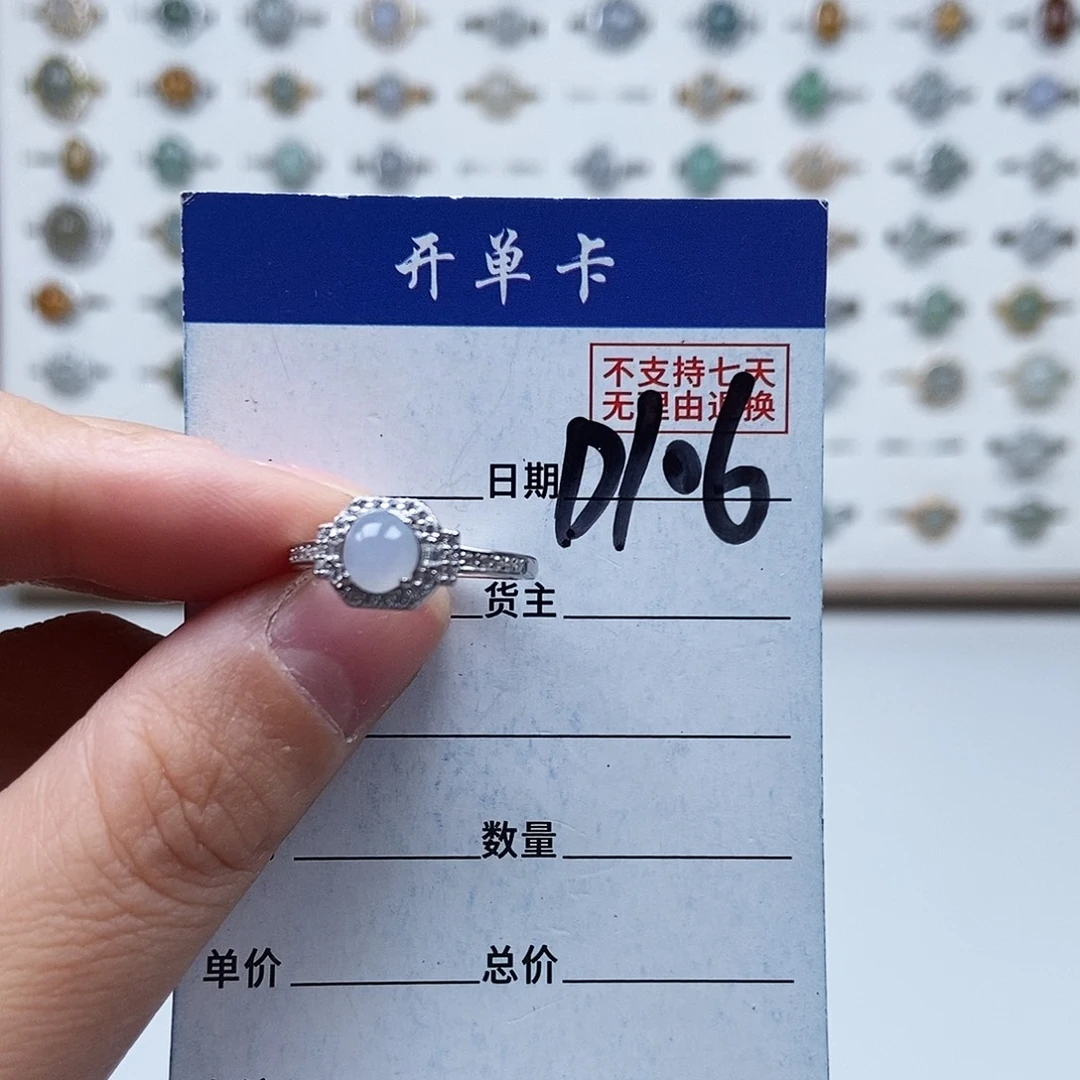 开单卡
不支持七天
无理由退换
日期 D1·6
货主
数量
单价 总价